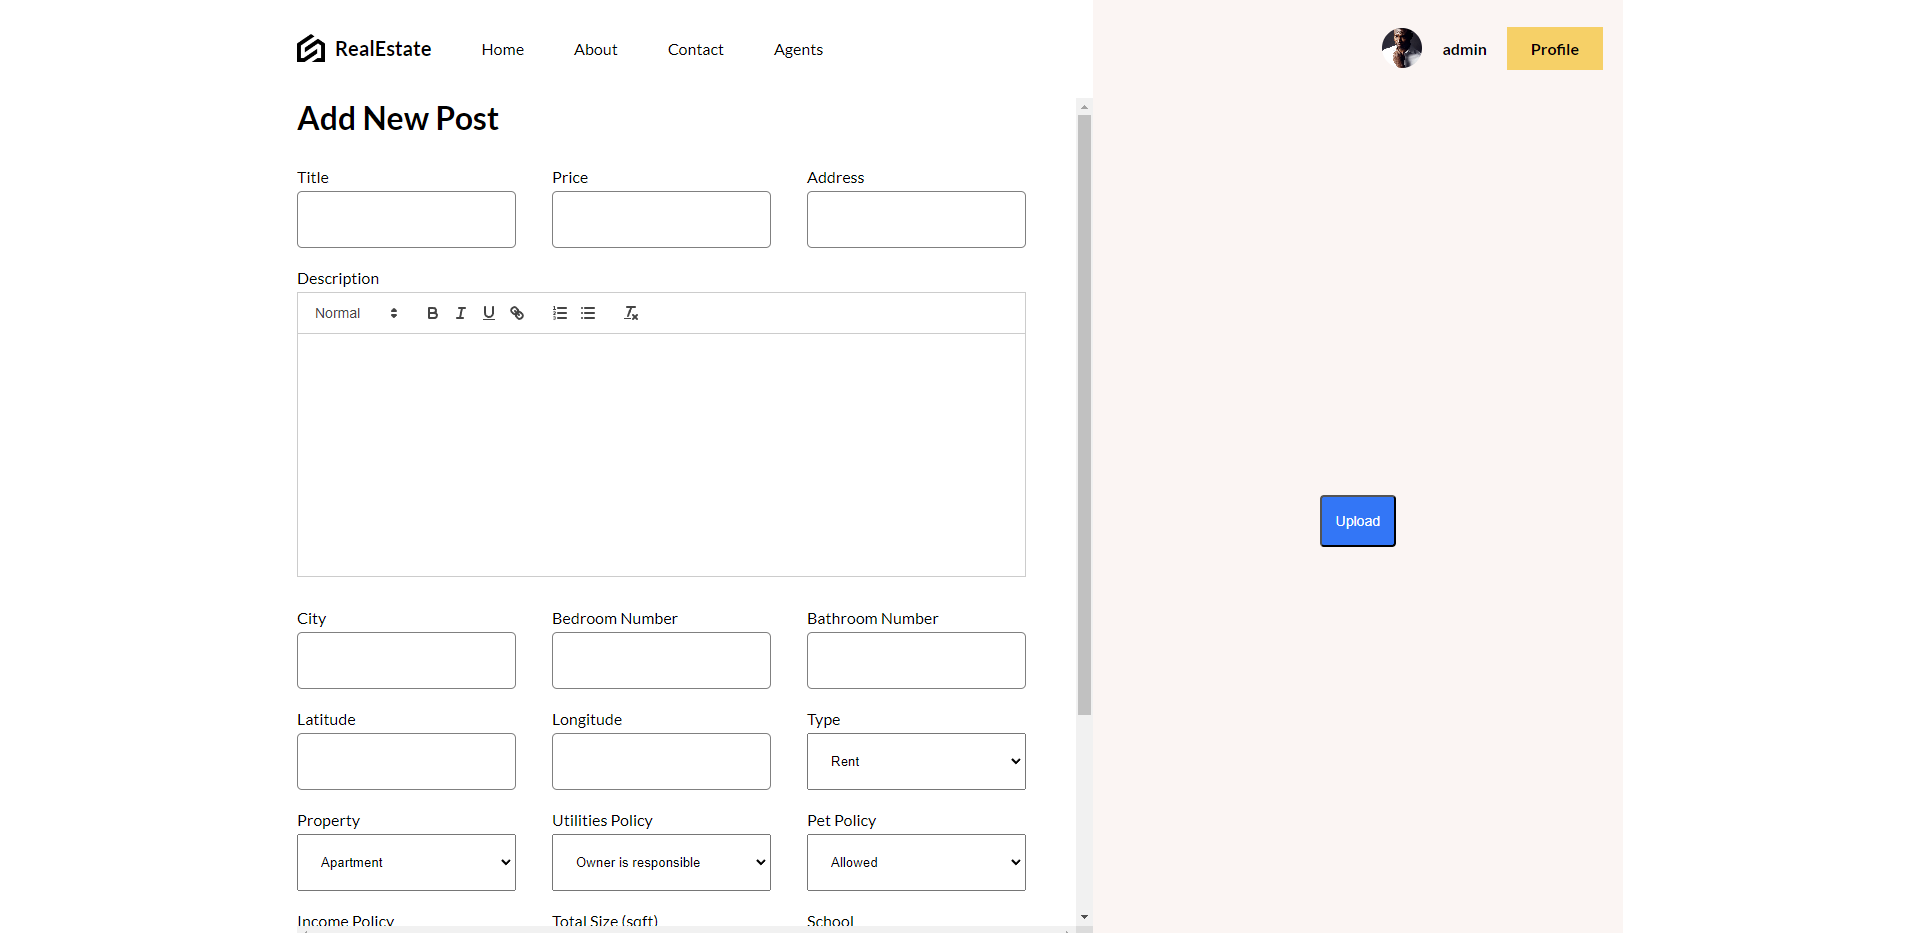 RealEstate Home About Contact Agents admin Profile
Add New Post
Title Price Address
Description
Normal B I U
City Bedroom Number Bathroom Number
Latitude Longitude Type
Rent
Property Utilities Policy Pet Policy
Apartment Owner is responsible Allowed
Income Policy Total Size (sqft) School
Upload